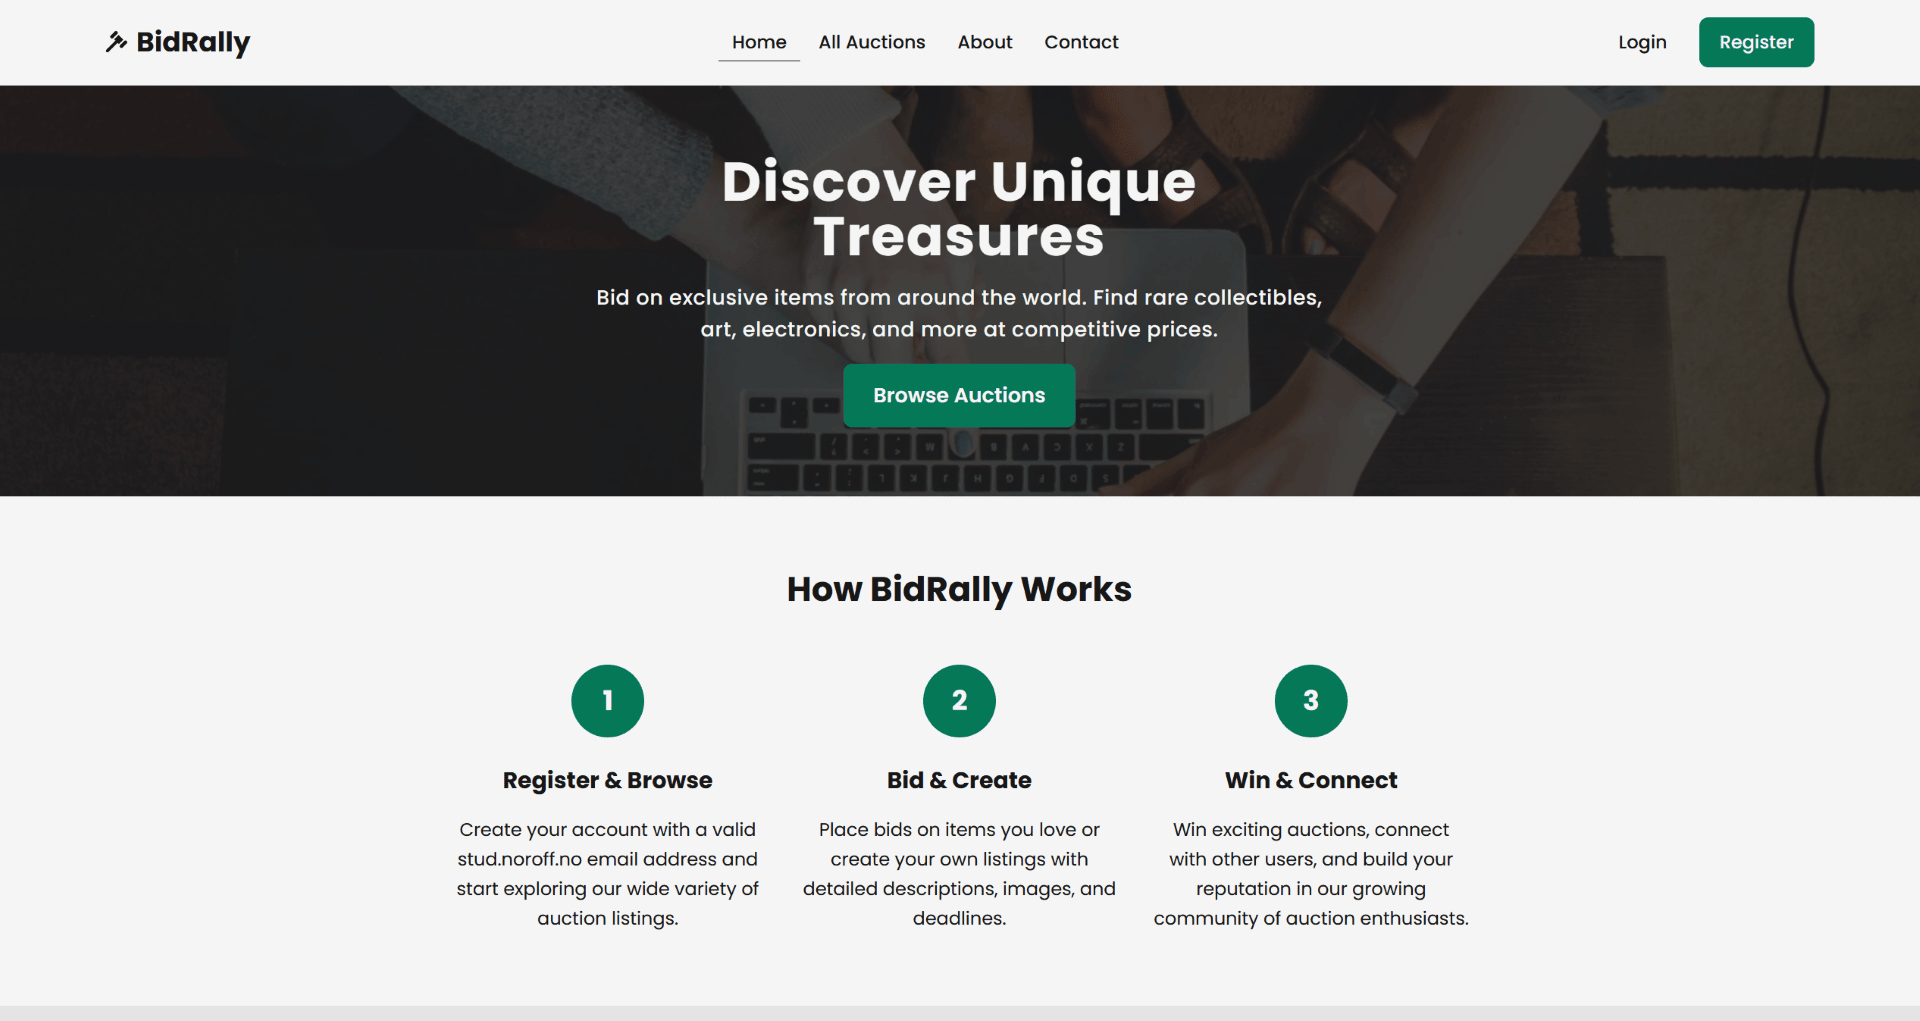 BidRally
Home
All Auctions
About
Contact
Login
Register
Discover Unique
Treasures
Bid on exclusive items from around the world. Find rare collectibles,
art, electronics, and more at competitive prices.
Browse Auctions
How BidRally Works
1
2
3
Register & Browse
Create your account with a valid
stud.noroff.no email address and
start exploring our wide variety of
auction listings.
Bid & Create
Place bids on items you love or
create your own listings with
detailed descriptions, images, and
deadlines.
Win & Connect
Win exciting auctions, connect
with other users, and build your
reputation in our growing
community of auction enthusiasts.